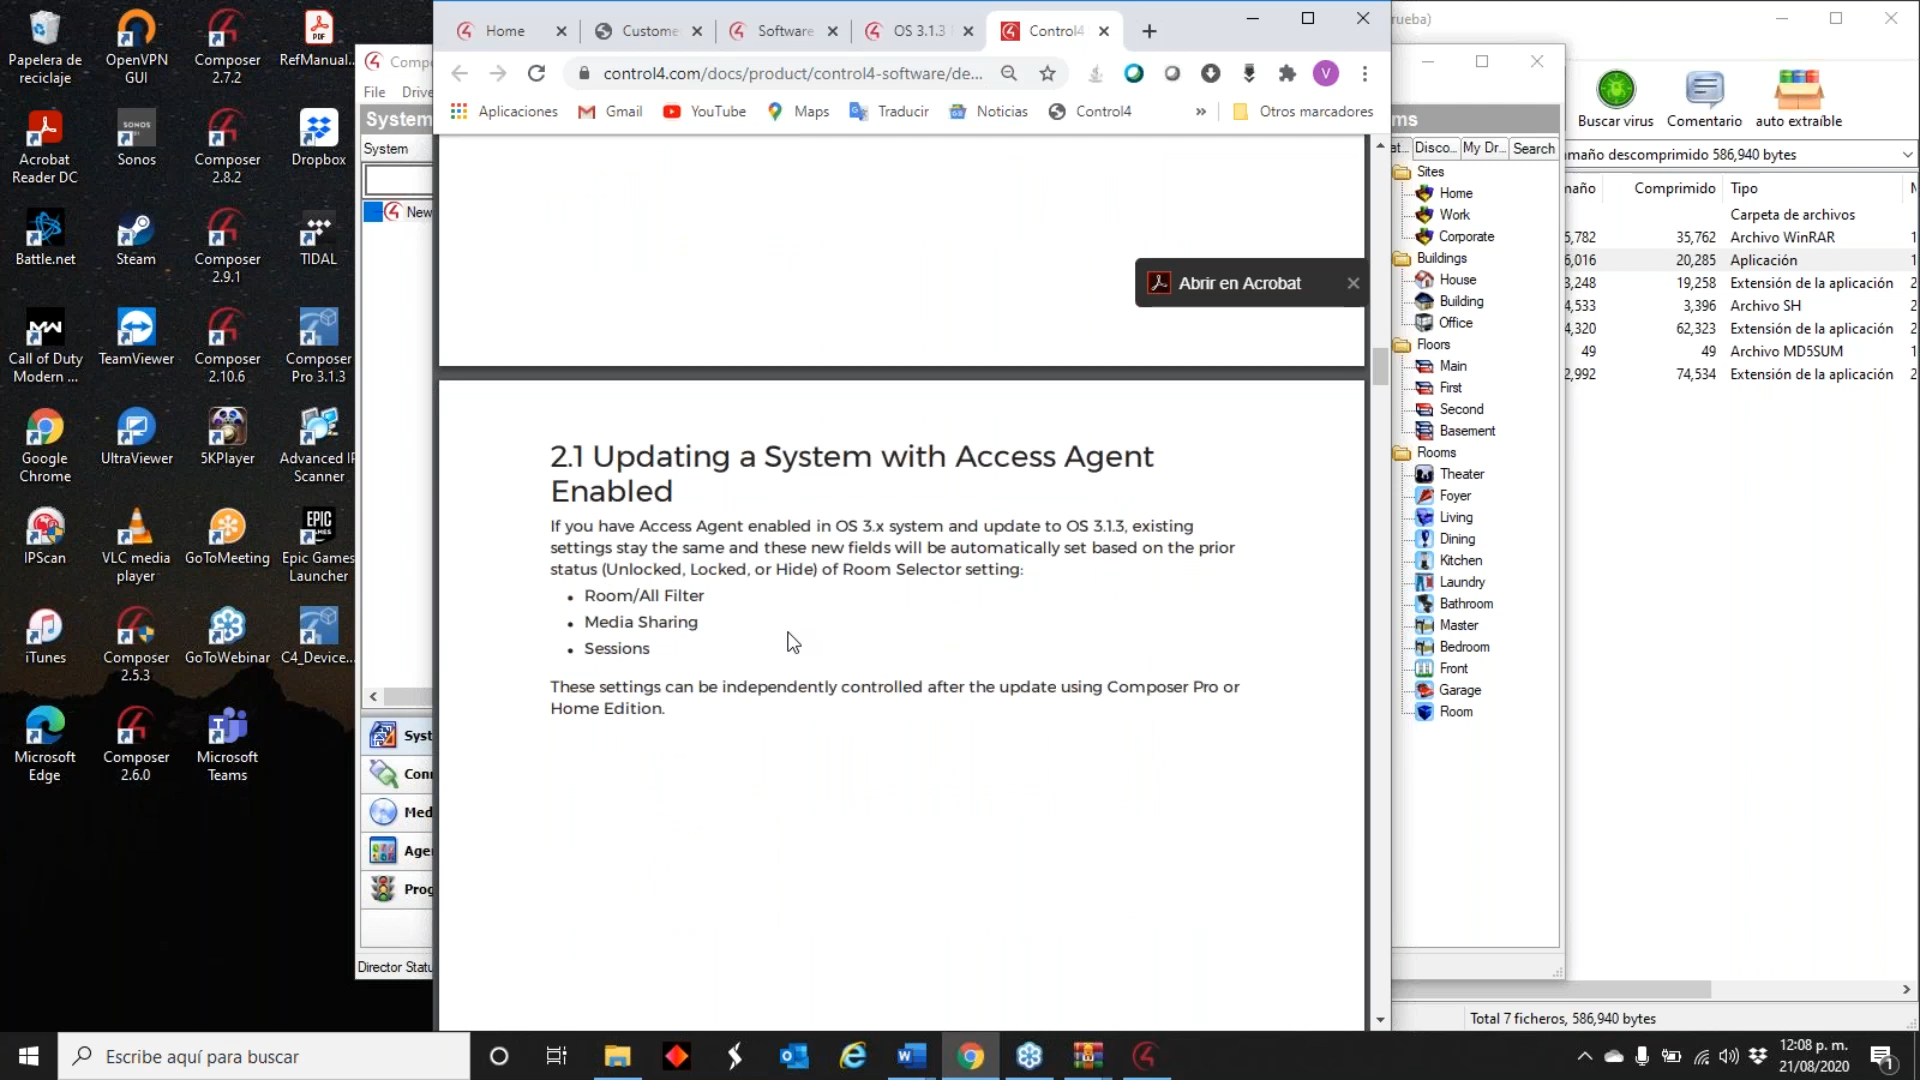 Papelera de
reciclaje
OpenVPN
GUI
Composer
2.7.2
RefManual...
Acrobat
Reader DC
SONOS
Sonos
Composer
2.8.2
Dropbox
Battle.net
Steam
Composer
2.9.1
TIDAL
Call of Duty
Modern ...
TeamViewer
Composer
2.10.6
Composer
Pro 3.1.3
Google
Chrome
UltraViewer
5KPlayer
Advanced IP
Scanner
IPScan
VLC media
player
GoToMeeting
Epic Games
Launcher
iTunes
Composer
2.5.3
GoToWebinar
C4_Device...
Microsoft
Edge
Composer
2.6.0
Microsoft
Teams
File
System
System
New
Director
Home
Software
OS 3.1.3
Control4
control4.com/docs/product/control4-software/de...
Aplicaciones
Gmail
YouTube
Maps
Traducir
Noticias
Control4
»
Otros marcadores
Abrir en Acrobat
2.1 Updating a System with Access Agent
Enabled
If you have Access Agent enabled in OS 3.x system and update to OS 3.1.3, existing
settings stay the same and these new fields will be automatically set based on the prior
status (Unlocked, Locked, or Hide) of Room Selector setting:
• Room/All Filter
• Media Sharing
• Sessions
These settings can be independently controlled after the update using Composer Pro or
Home Edition.
Disco...
My Dr...
Search
Sites
Home
Work
Corporate
Buildings
House
Building
Office
Floors
Main
First
Second
Basement
Rooms
Theater
Foyer
Living
Dining
Kitchen
Laundry
Bathroom
Master
Bedroom
Front
Garage
Room
Buscar virus
Comentario
auto extraíble
descomprimido 586,940 bytes
Comprimido
Tipo
Carpeta de archivos
35,762
Archivo WinRAR
20,285
Aplicación
19,258
Extensión de la aplicación
3,396
Archivo SH
62,323
Extensión de la aplicación
49
49
Archivo MD5SUM
74,534
Extensión de la aplicación
Total 7 ficheros, 586,940 bytes
Escribe aquí para buscar
12:08 p. m.
21/08/2020